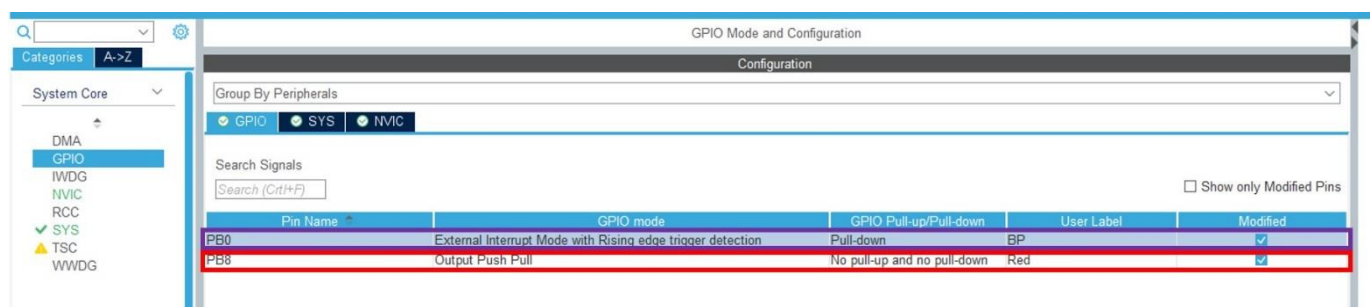 GPIO Mode and Configuration
Categories A->Z
Configuration
System Core
Group By Peripherals
GPIO SYS NVIC
DMA
GPIO
IWDG
NVIC
RCC
SYS
TSC
WWDG
Search Signals
Search (Crtl+F)
Show only Modified Pins
Pin Name GPIO mode GPIO Pull-up/Pull-down User Label Modified
PB0 External Interrupt Mode with Rising edge trigger detection Pull-down BP
PB8 Output Push Pull No pull-up and no pull-down Red